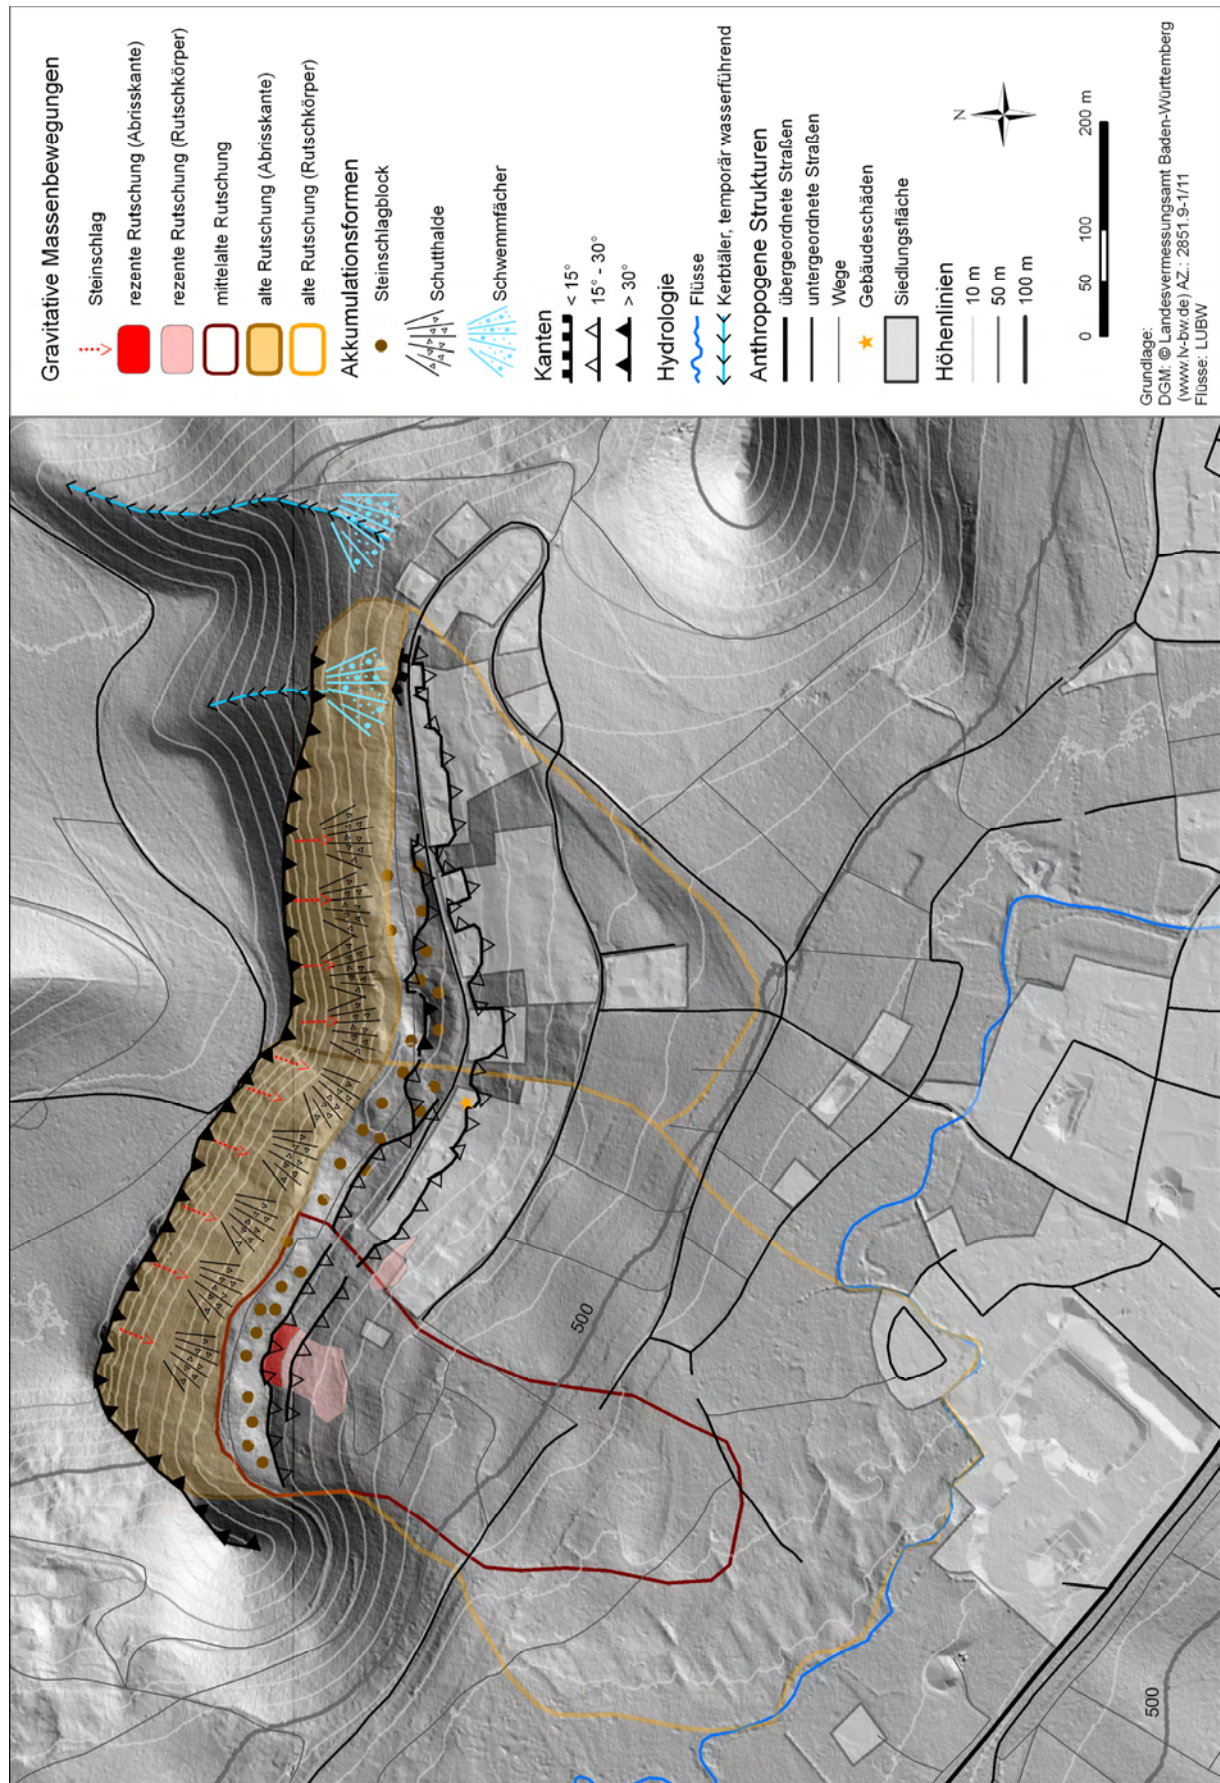 Gravitative Massenbewegungen
Steinschlag
rezente Rutschung (Abrisskante)
rezente Rutschung (Rutschkörper)
mittelalte Rutschung
alte Rutschung (Abrisskante)
alte Rutschung (Rutschkörper)
Akkumulationsformen
Steinschlagblock
Schutthalde
Schwemmfächer
Kanten
< 15°
15° - 30°
> 30°
Hydrologie
Flüsse
Kerbtäler, temporär wasserführend
Anthropogene Strukturen
übergeordnete Straßen
untergeordnete Straßen
Wege
Gebäudeschäden
Siedlungsfläche
Höhenlinien
10 m
50 m
100 m
N
0 50 100 200 m
Grundlage:
DGM: © Landesvermessungsamt Baden-Württemberg
(www.lv-bw.de) AZ.: 2851.9-1/11
Flüsse: LUBW
500
500